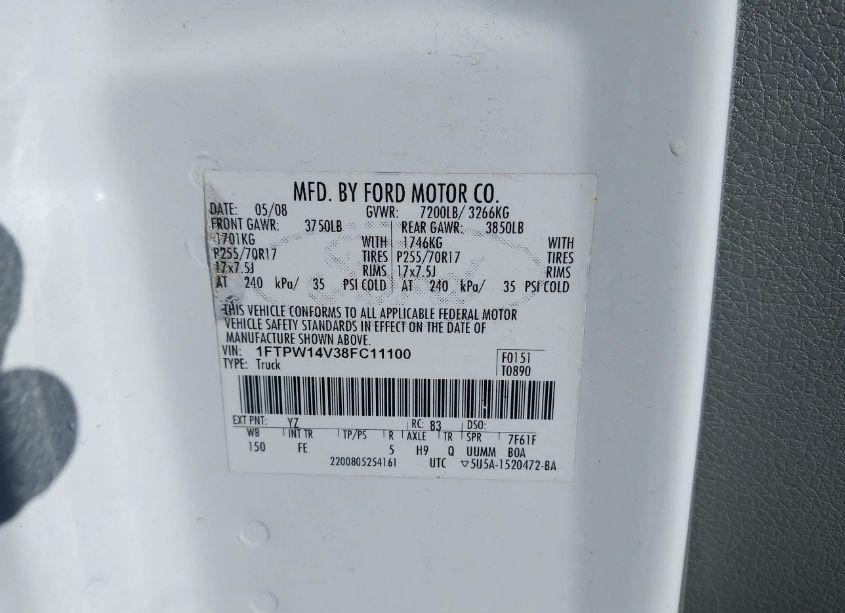 MFD. BY FORD MOTOR CO.
DATE: 05/08 GVWR: 7200LB/ 3266KG
FRONT GAWR: 3750LB REAR GAWR: 3850LB
1701KG WITH 1746KG WITH
P255/70R17 TIRES P255/70R17 TIRES
17x7.5J RIMS 17x7.5J RIMS
AT 240 kPa/ 35 PSI COLD AT 240 kPa/ 35 PSI COLD
THIS VEHICLE CONFORMS TO ALL APPLICABLE FEDERAL MOTOR
VEHICLE SAFETY STANDARDS IN EFFECT ON THE DATE OF
MANUFACTURE SHOWN ABOVE.
VIN: 1FTPW14V38FC11100 F0151
TYPE: Truck T0890
EXT PNT: YZ RC: 83 DSO:
WB INT TR TP/PS R AXLE TR SPR 7F61F
150 FE 5 H9 Q UUMM BOA
2200805254161 UTC ▽5U5A-1520472-BA